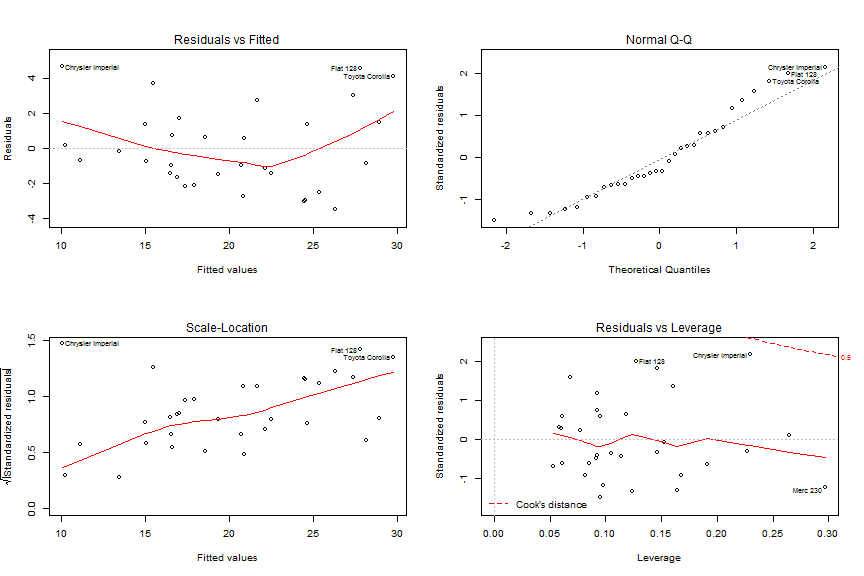 Residuals vs Fitted
Residuals
4
2
0
-2
-4
Chrysler Imperial
Fiat 128
Toyota Corolla
10
15
20
25
30
Fitted values
Normal Q-Q
Standardized residuals
2
1
0
-1
Chrysler Imperial
Fiat 128
Toyota Corolla
-2
-1
0
1
2
Theoretical Quantiles
Scale-Location
√|Standardized residuals|
1.5
1.0
0.5
0.0
Chrysler Imperial
Fiat 128
Toyota Corolla
10
15
20
25
30
Fitted values
Residuals vs Leverage
Standardized residuals
2
1
0
-1
Fiat 128
Chrysler Imperial
0.5
Merc 230
Cook's distance
0.00
0.05
0.10
0.15
0.20
0.25
0.30
Leverage